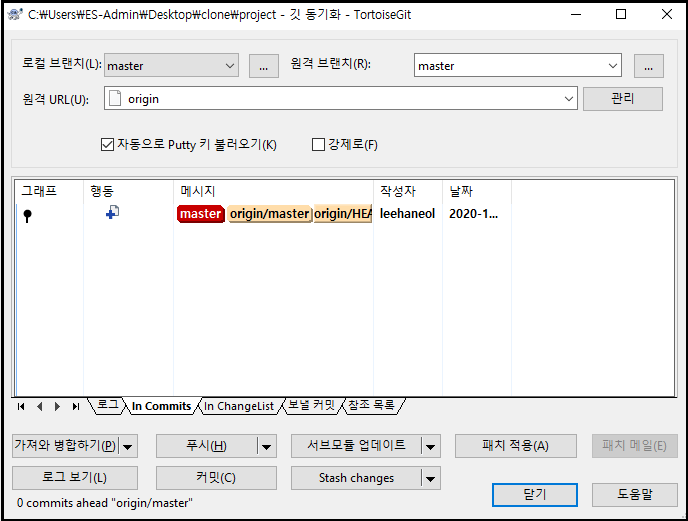 C:₩Users₩ES-Admin₩Desktop₩clone₩project - 깃 동기화 - TortoiseGit
로컬 브랜치(L): master ... 원격 브랜치(R): master ...
원격 URL(U): origin 관리
자동으로 Putty 키 불러오기(K) 강제로(F)
그래프 행동 메시지 작성자 날짜
master origin/master origin/HEA leehaneol 2020-1...
로그 In Commits In ChangeList 보낼 커밋 참조 목록
가져와 병합하기(P) 푸시(H) 서브모듈 업데이트 패치 적용(A) 패치 메일(E)
로그 보기(L) 커밋(C) Stash changes
닫기 도움말
0 commits ahead "origin/master"